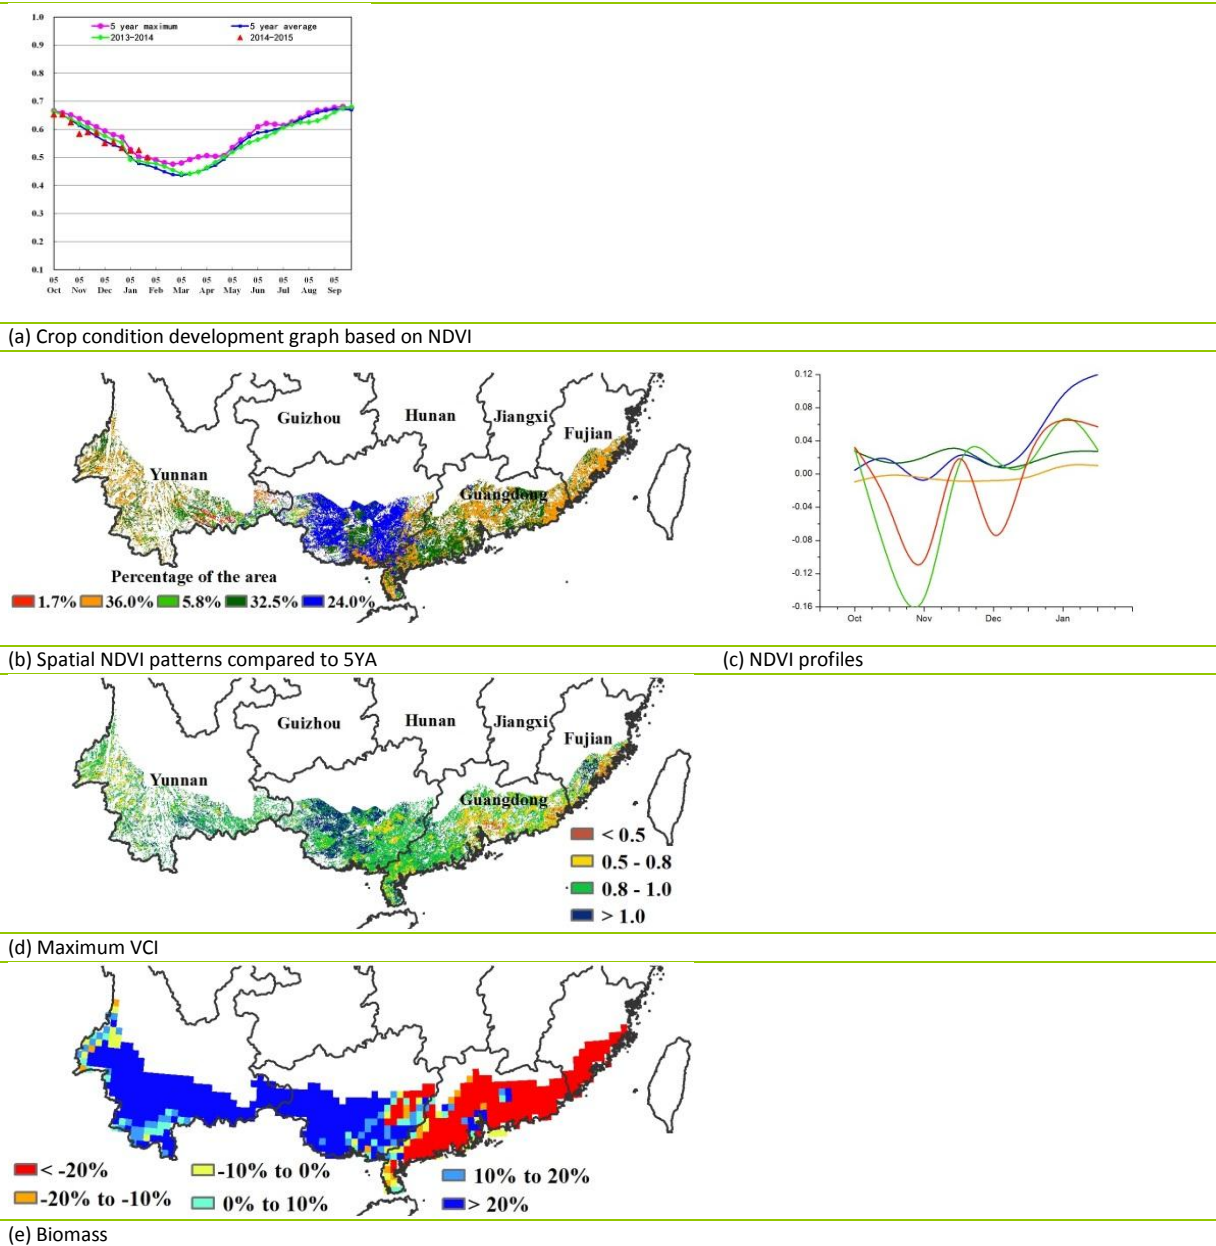 1.0
5 year maximum 5 year average
2013-2014 2014-2015
0.9
0.8
0.7
0.6
0.5
0.4
0.3
0.2
0.1
05 05 05 05 05 05 05 05 05 05 05 05
Oct Nov Dec Jan Feb Mar Apr May Jun Jul Aug Sep
(a) Crop condition development graph based on NDVI
Guizhou Hunan Jiangxi
Fujian
Yunnan
Guangdong
Percentage of the area
1.7% 36.0% 5.8% 32.5% 24.0%
0.12
0.08
0.04
0.00
-0.04
-0.08
-0.12
-0.16
Oct Nov Dec Jan
(b) Spatial NDVI patterns compared to 5YA (c) NDVI profiles
Guizhou Hunan Jiangxi
Fujian
Yunnan
Guangdong
< 0.5
0.5 - 0.8
0.8 - 1.0
> 1.0
(d) Maximum VCI
< -20% -10% to 0% 10% to 20%
-20% to -10% 0% to 10% > 20%
(e) Biomass